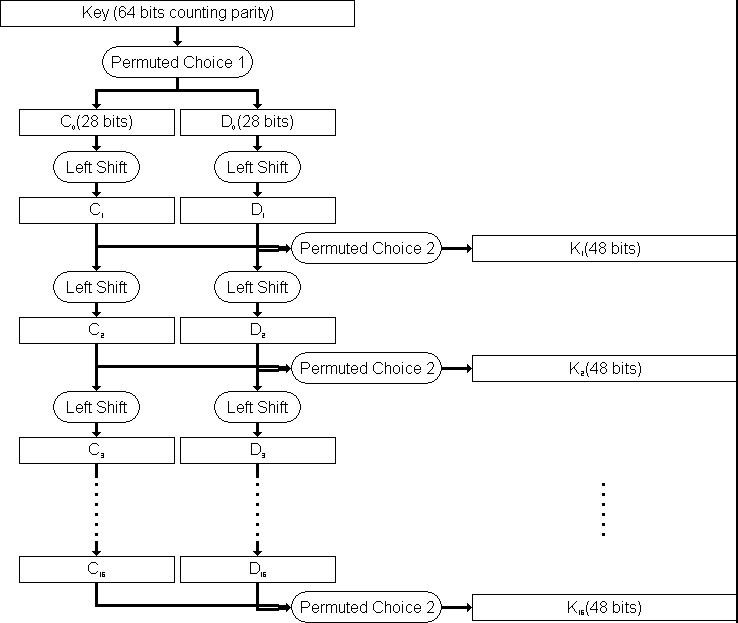 Key (64 bits counting parity)
Permuted Choice 1
C₀(28 bits) D₀(28 bits)
Left Shift Left Shift
C₁ D₁
Permuted Choice 2 K₁(48 bits)
Left Shift Left Shift
C₂ D₂
Permuted Choice 2 K₂(48 bits)
Left Shift Left Shift
C₃ D₃
C₁₆ D₁₆
Permuted Choice 2 K₁₆(48 bits)